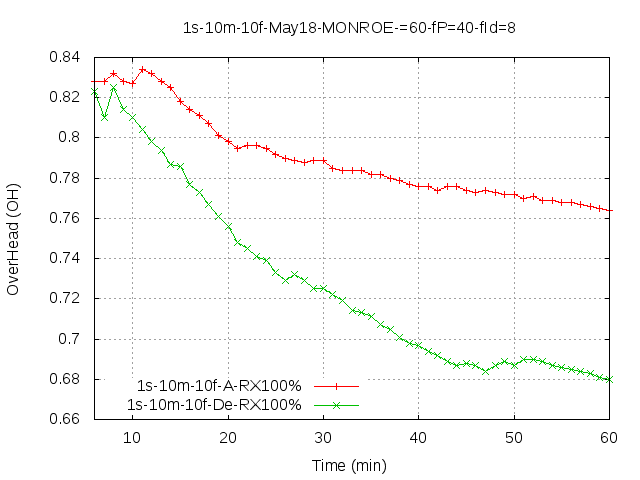 1s-10m-10f-May18-MONROE-=60-fP=40-fId=8
0.84
0.82
0.8
0.78
0.76
0.74
0.72
0.7
0.68
0.66
OverHead (OH)
1s-10m-10f-A-RX100%
1s-10m-10f-De-RX100%
10 20 30 40 50 60
Time (min)